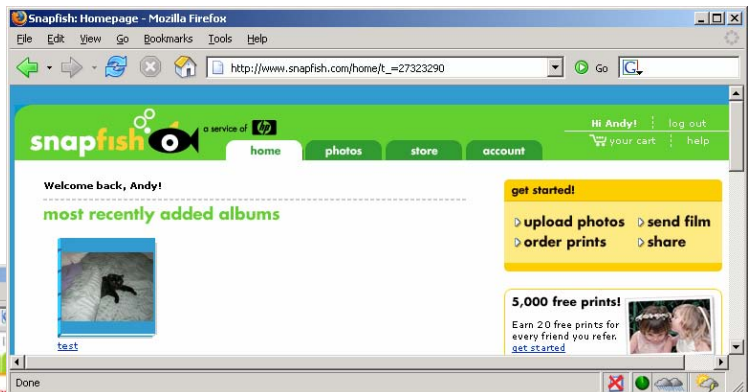 Snapfish: Homepage - Mozilla Firefox
File Edit View Go Bookmarks Tools Help
http://www.snapfish.com/home/t_=27323290 Go G
snapfish a service of hp
Hi Andy! log out
your cart help
home photos store account
Welcome back, Andy!
most recently added albums
test
get started!
upload photos send film
order prints share
5,000 free prints!
Earn 20 free prints for
every friend you refer.
get started
Done